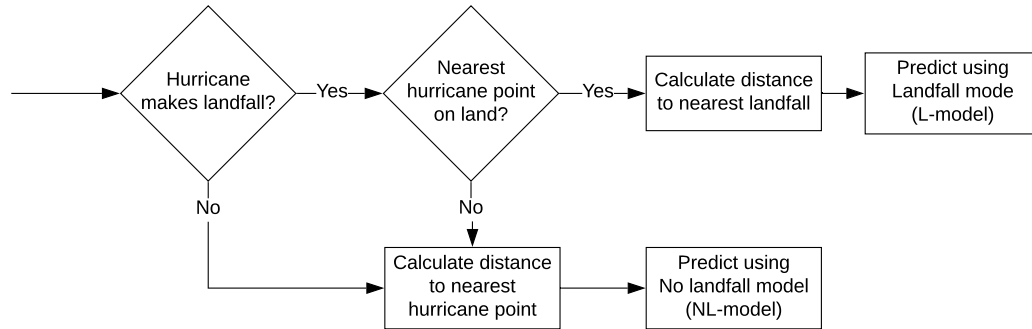 Hurricane
makes landfall?
Yes
Nearest
hurricane point
on land?
Yes
Calculate distance
to nearest landfall
Predict using
Landfall mode
(L-model)
No
No
Calculate distance
to nearest
hurricane point
Predict using
No landfall model
(NL-model)